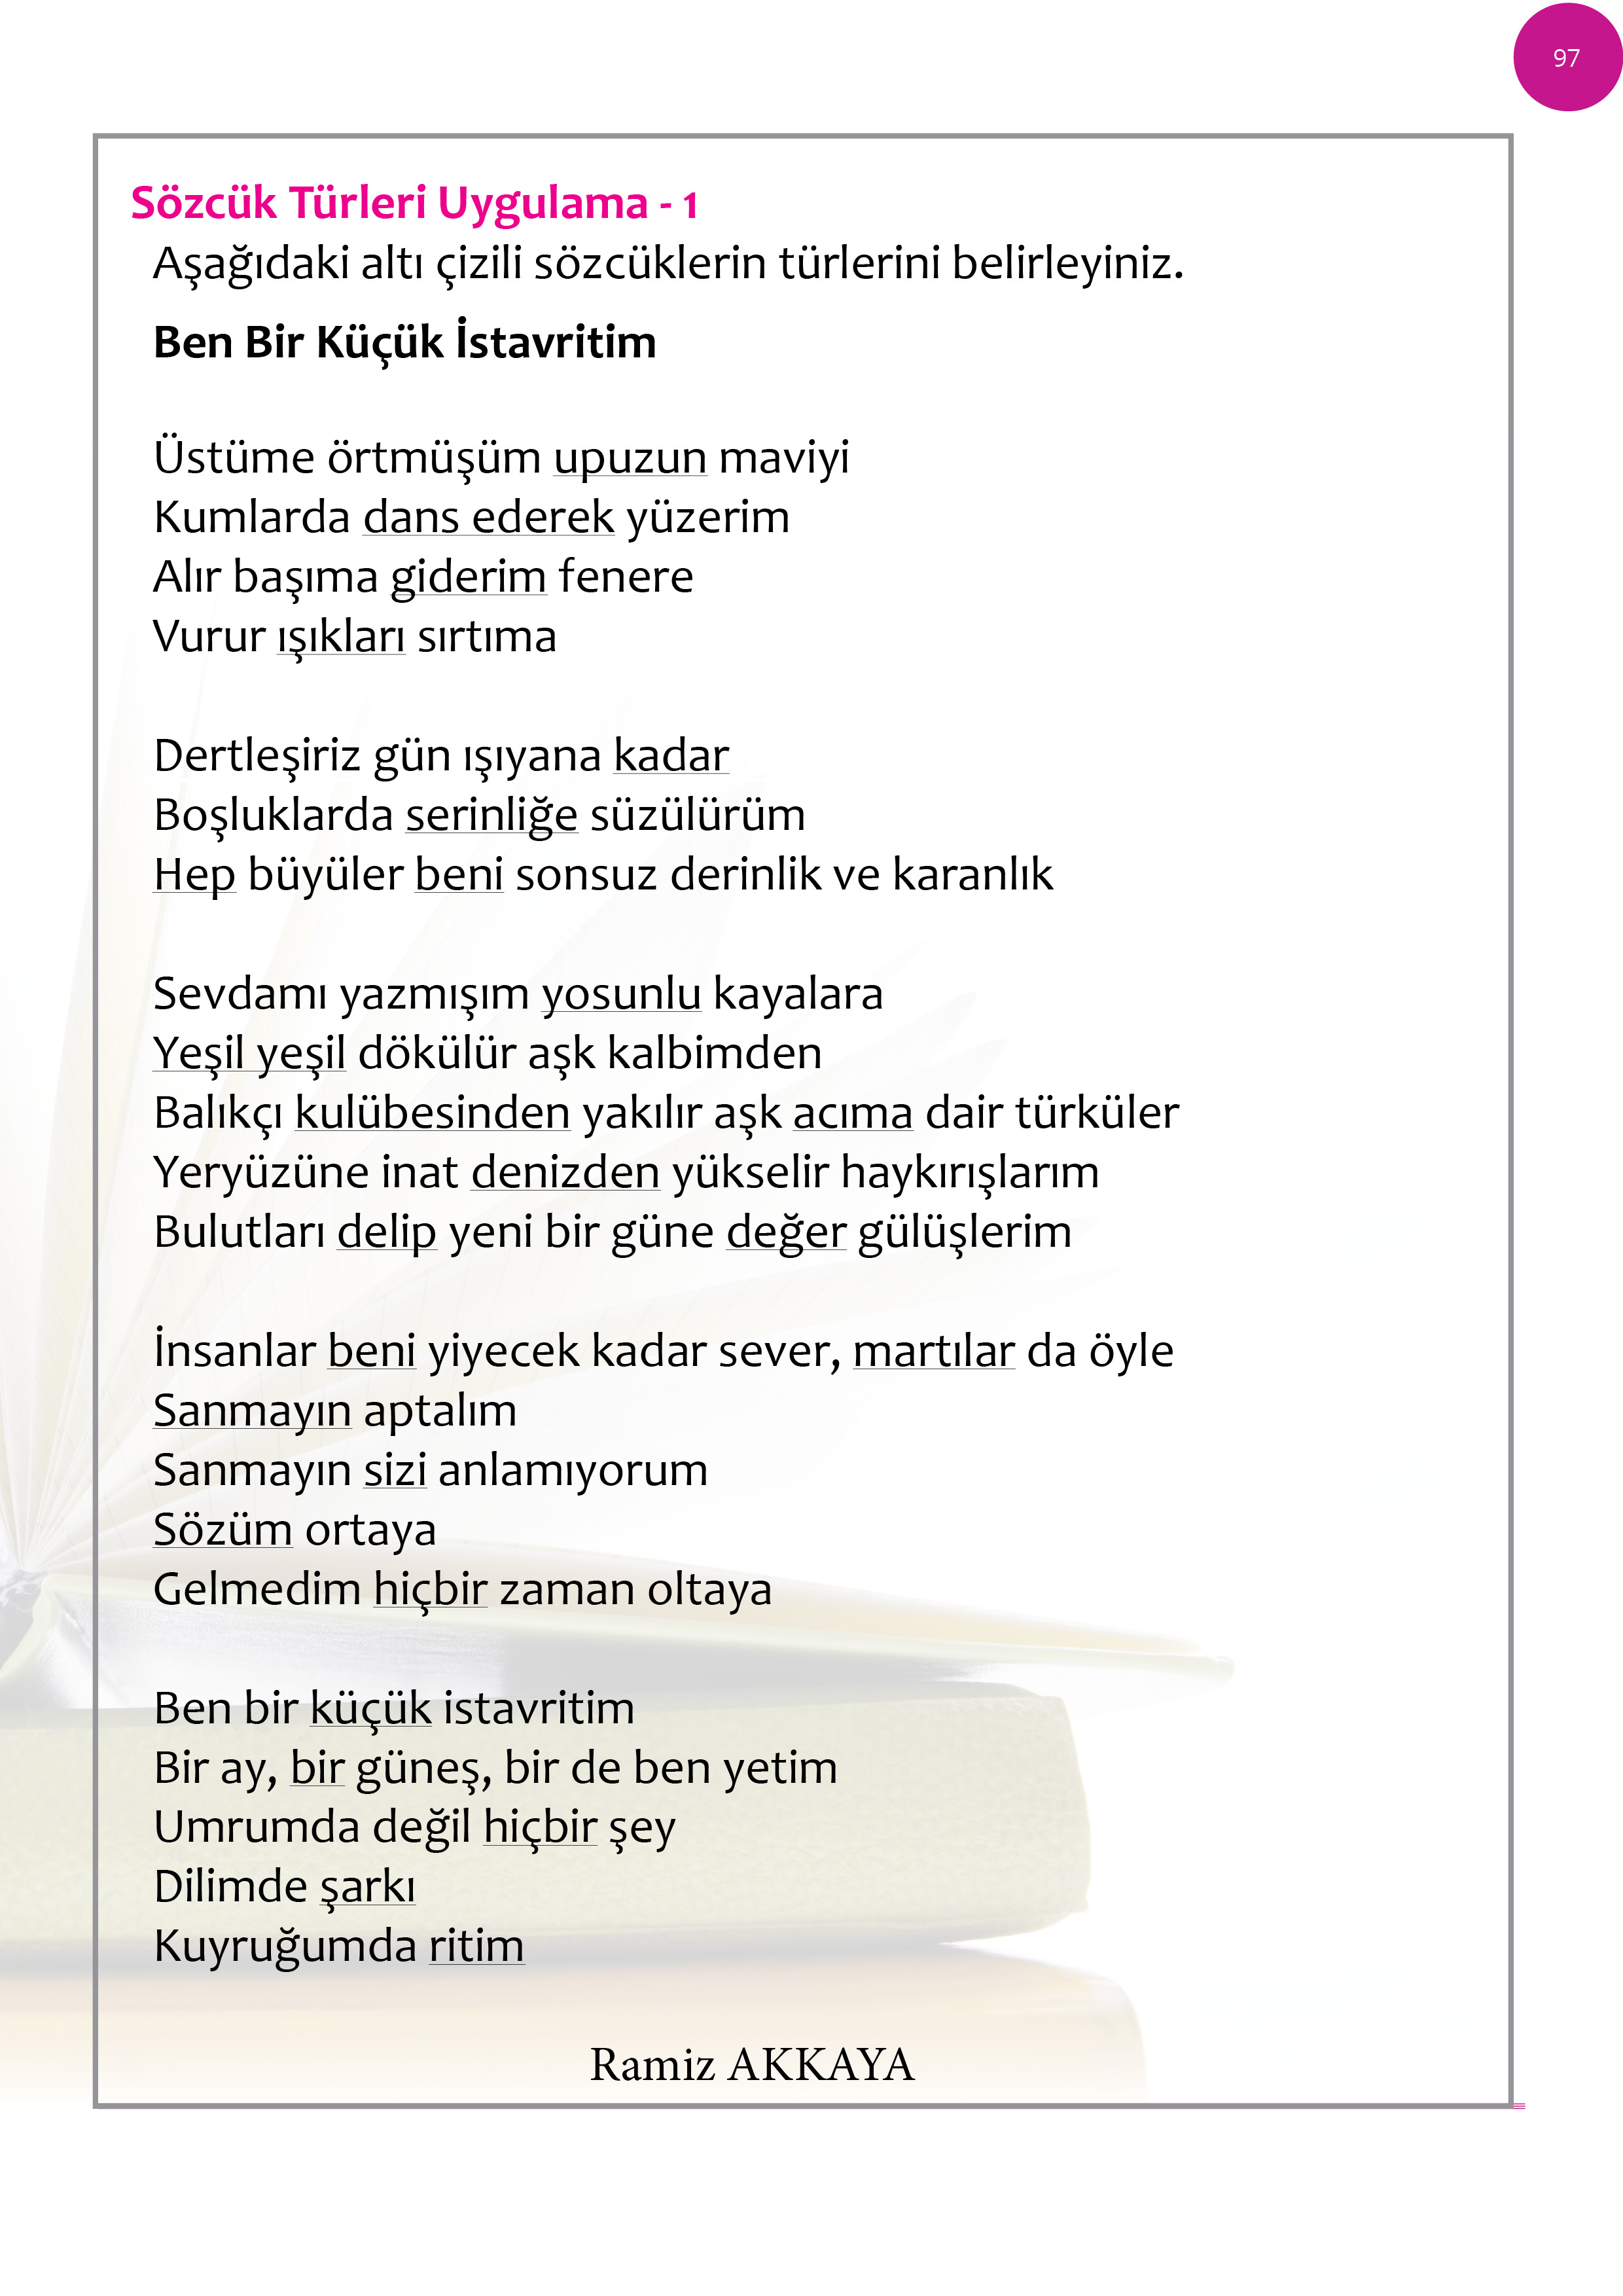 97
Sözcük Türleri Uygulama - 1
Aşağıdaki altı çizili sözcüklerin türlerini belirleyiniz.
Ben Bir Küçük İstavritim
Üstüme örtmüşüm upuzun maviyi
Kumlarda dans ederek yüzerim
Alır başıma giderim fenere
Vurur ışıkları sırtıma
Dertleşiriz gün ışıyana kadar
Boşluklarda serinliğe süzülürüm
Hep büyüler beni sonsuz derinlik ve karanlık
Sevdamı yazmışım yosunlu kayalara
Yeşil yeşil dökülür aşk kalbimden
Balıkçı kulübesinden yakılır aşk acıma dair türküler
Yeryüzüne inat denizden yükselir haykırışlarım
Bulutları delip yeni bir güne değer gülüşlerim
İnsanlar beni yiyecek kadar sever, martılar da öyle
Sanmayın aptalım
Sanmayın sizi anlamıyorum
Sözüm ortaya
Gelmedim hiçbir zaman oltaya
Ben bir küçük istavritim
Bir ay, bir güneş, bir de ben yetim
Umrumda değil hiçbir şey
Dilimde şarkı
Kuyruğumda ritim
Ramiz AKKAYA